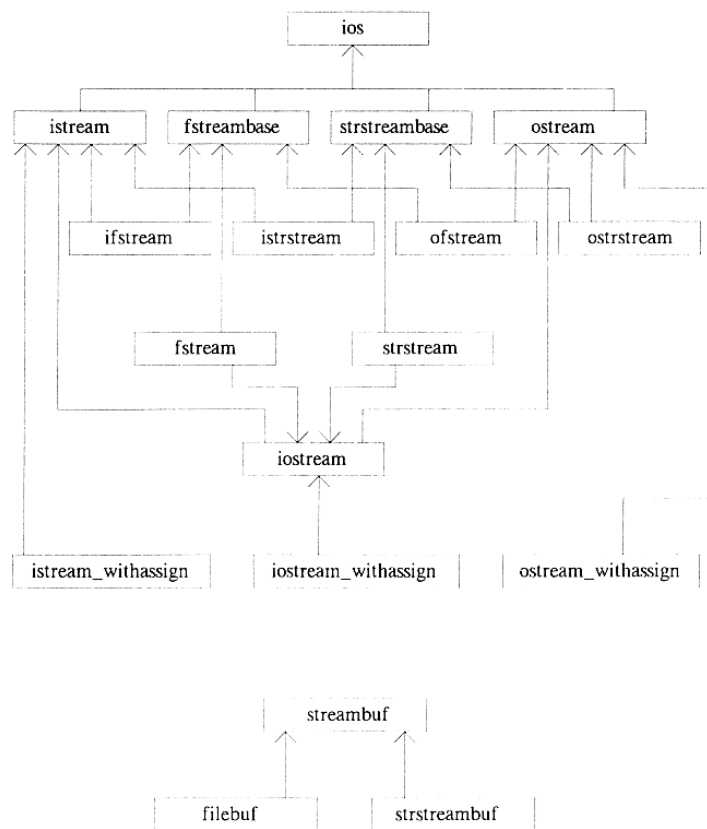 ios
istream fstreambase strstreambase ostream
ifstream istrstream ofstream ostrstream
fstream strstream
iostream
istream_withassign iostream_withassign ostream_withassign
streambuf
filebuf strstreambuf